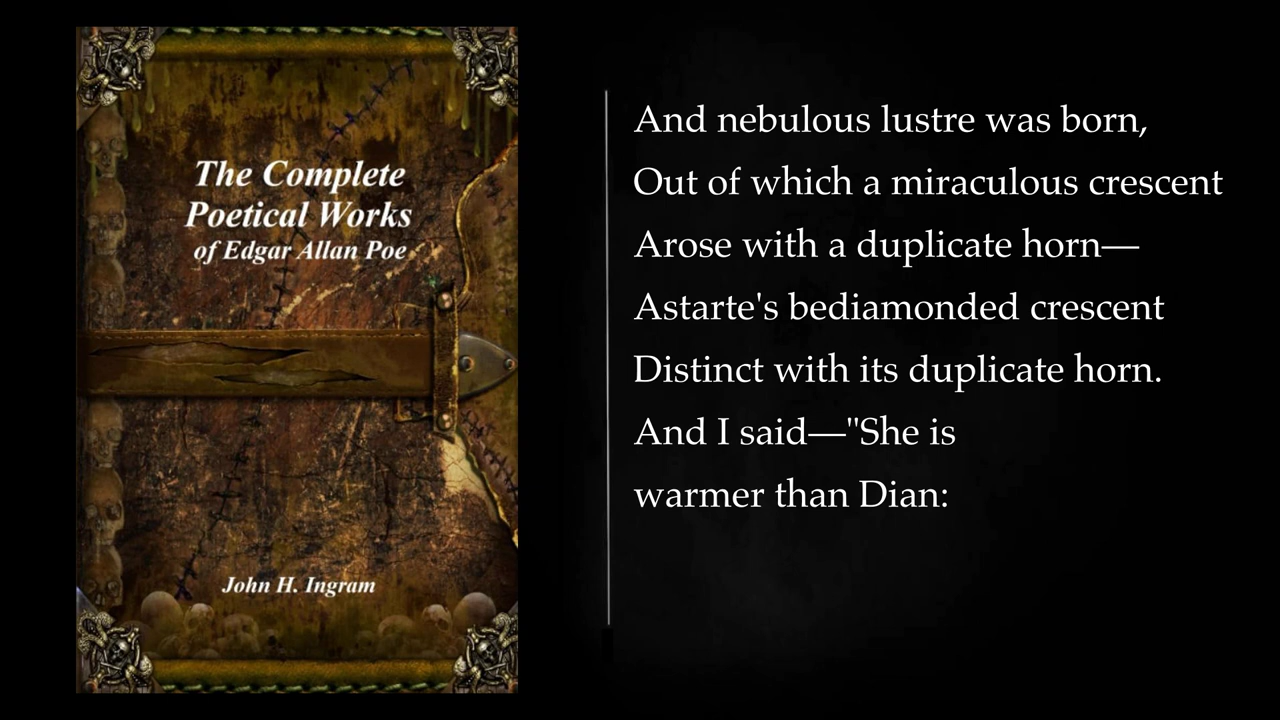 The Complete
Poetical Works
of Edgar Allan Poe
John H. Ingram
And nebulous lustre was born,
Out of which a miraculous crescent
Arose with a duplicate horn—
Astarte's bediamonded crescent
Distinct with its duplicate horn.
And I said—"She is
warmer than Dian: